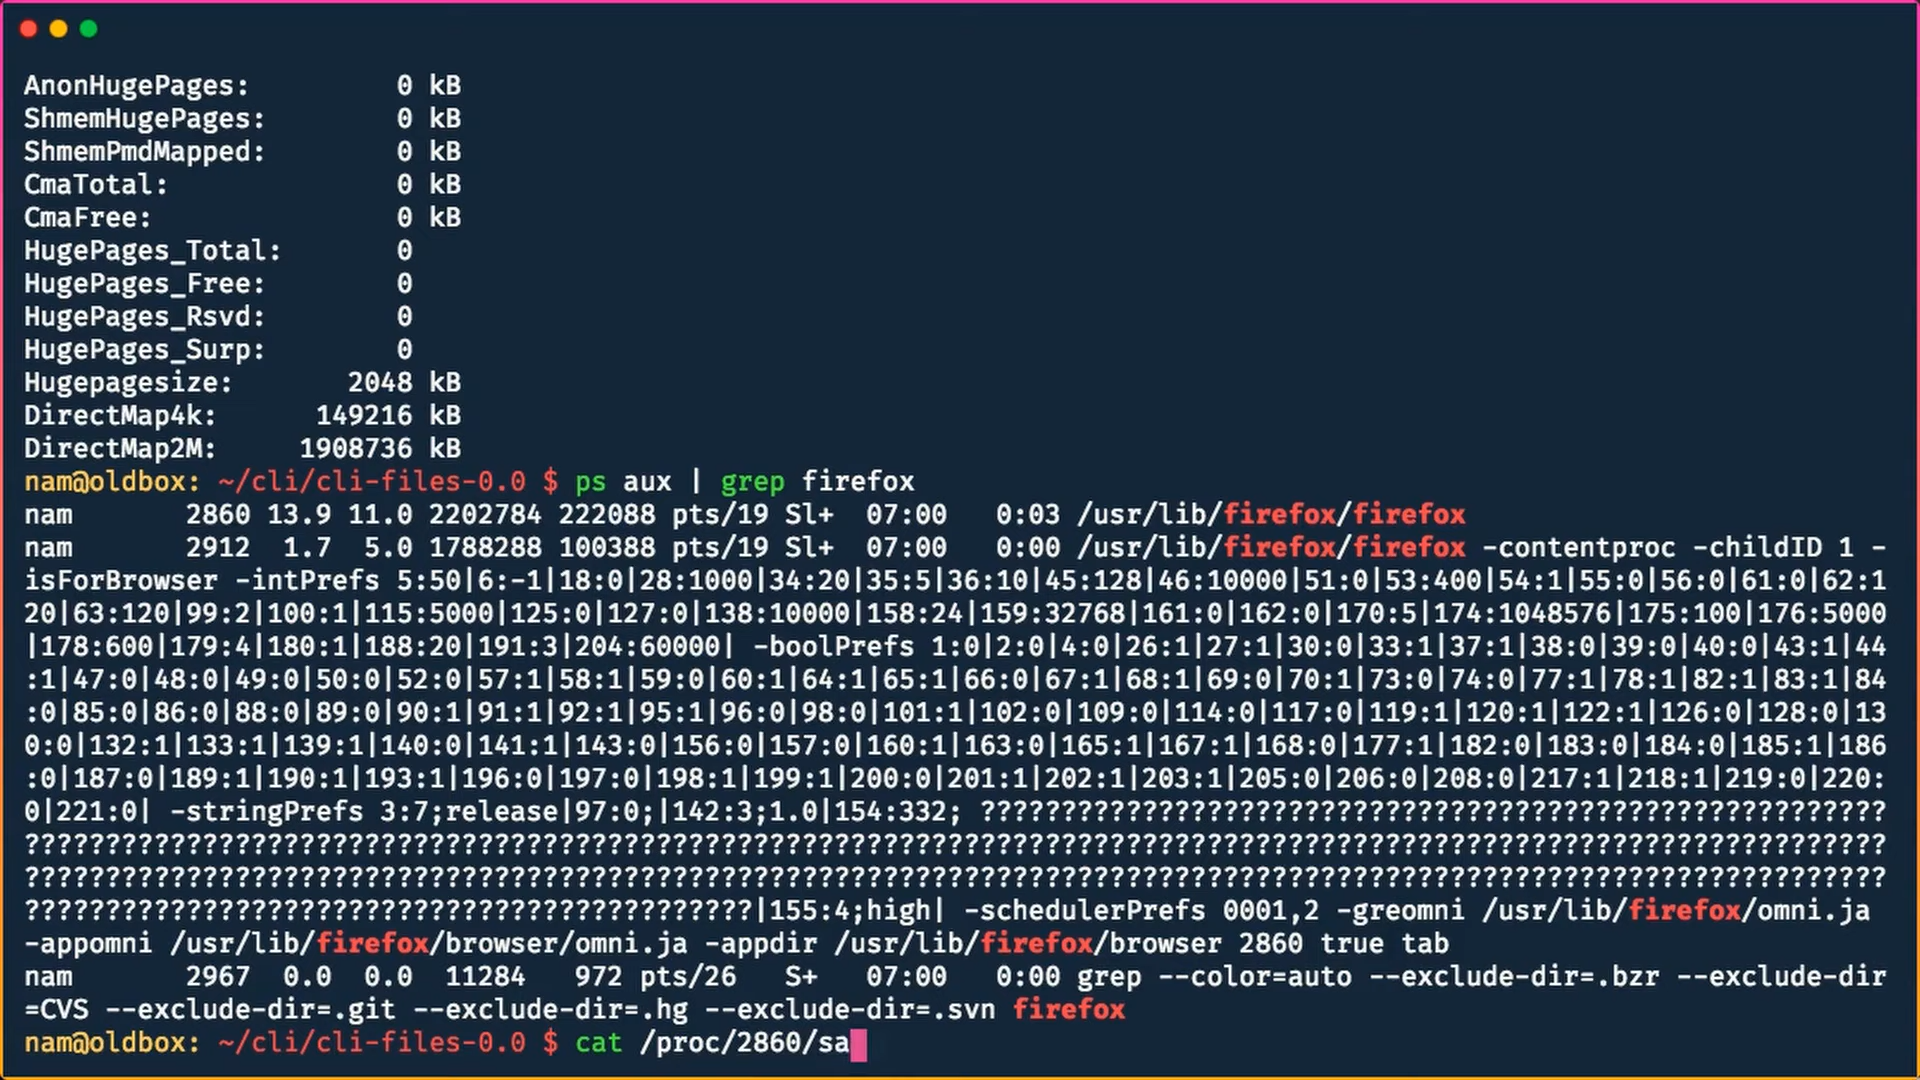 AnonHugePages:         0 kB
ShmemHugePages:        0 kB
ShmemPmdMapped:        0 kB
CmaTotal:              0 kB
CmaFree:               0 kB
HugePages_Total:       0
HugePages_Free:        0
HugePages_Rsvd:        0
HugePages_Surp:        0
Hugepagesize:       2048 kB
DirectMap4k:      149216 kB
DirectMap2M:     1908736 kB
nam@oldbox: ~/cli/cli-files-0.0 $ ps aux | grep firefox
nam       2860 13.9 11.0 2202784 222088 pts/19 Sl+  07:00   0:03 /usr/lib/firefox/firefox
nam       2912  1.7  5.0 1788288 100388 pts/19 Sl+  07:00   0:00 /usr/lib/firefox/firefox -contentproc -childID 1 -
isForBrowser -intPrefs 5:50|6:-1|18:0|28:1000|34:20|35:5|36:10|45:128|46:10000|51:0|53:400|54:1|55:0|56:0|61:0|62:1
20|63:120|99:2|100:1|115:5000|125:0|127:0|138:10000|158:24|159:32768|161:0|162:0|170:5|174:1048576|175:100|176:5000
|178:600|179:4|180:1|188:20|191:3|204:60000| -boolPrefs 1:0|2:0|4:0|26:1|27:1|30:0|33:1|37:1|38:0|39:0|40:0|43:1|44
:1|47:0|48:0|49:0|50:0|52:0|57:1|58:1|59:0|60:1|64:1|65:1|66:0|67:1|68:1|69:0|70:1|73:0|74:0|77:1|78:1|82:1|83:1|84
:0|85:0|86:0|88:0|89:0|90:1|91:1|92:1|95:1|96:0|98:0|101:1|102:0|109:0|114:0|117:0|119:1|120:1|122:1|126:0|128:0|13
0:0|132:1|133:1|139:1|140:0|141:1|143:0|156:0|157:0|160:1|163:0|165:1|167:1|168:0|177:1|182:0|183:0|184:0|185:1|186
:0|187:0|189:1|190:1|193:1|196:0|197:0|198:1|199:1|200:0|201:1|202:1|203:1|205:0|206:0|208:0|217:1|218:1|219:0|220:
0|221:0| -stringPrefs 3:7;release|97:0;|142:3;1.0|154:332; ????????????????????????????????????????????????????????
???????????????????????????????????????????????????????????????????????????????????????????????????????????????????
???????????????????????????????????????????????????????????????????????????????????????????????????????????????????
?????????????????????????????????????????????|155:4;high| -schedulerPrefs 0001,2 -greomni /usr/lib/firefox/omni.ja
-appomni /usr/lib/firefox/browser/omni.ja -appdir /usr/lib/firefox/browser 2860 true tab
nam       2967  0.0  0.0  11284   972 pts/26   S+   07:00   0:00 grep --color=auto --exclude-dir=.bzr --exclude-dir
=CVS --exclude-dir=.git --exclude-dir=.hg --exclude-dir=.svn firefox
nam@oldbox: ~/cli/cli-files-0.0 $ cat /proc/2860/sa